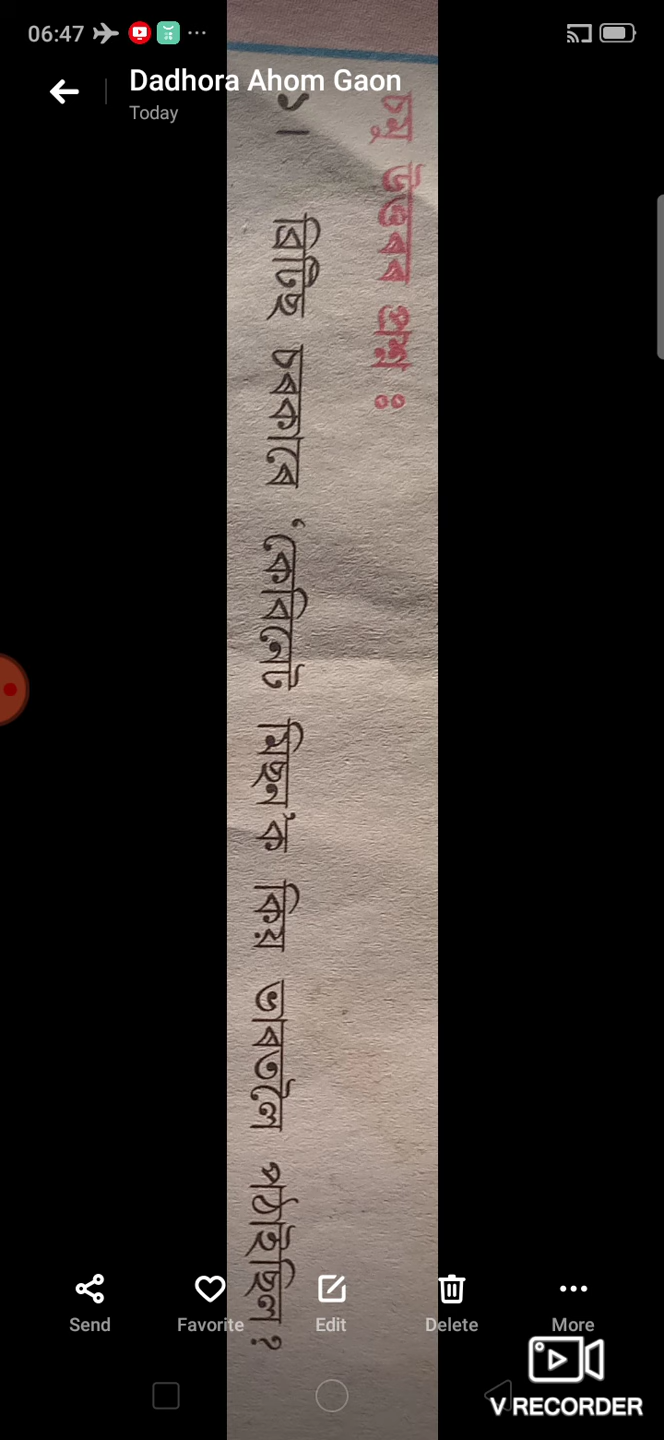 06:47
Dadhora Ahom Gaon
Today
চমু উত্তৰৰ প্ৰশ্ন :
১। ব্ৰিটিছ চৰকাৰে ‘কেবিনেট মিছন’ক কিয় ভাৰতলৈ পঠাইছিল ?
Send
Favorite
Edit
Delete
More
V RECORDER